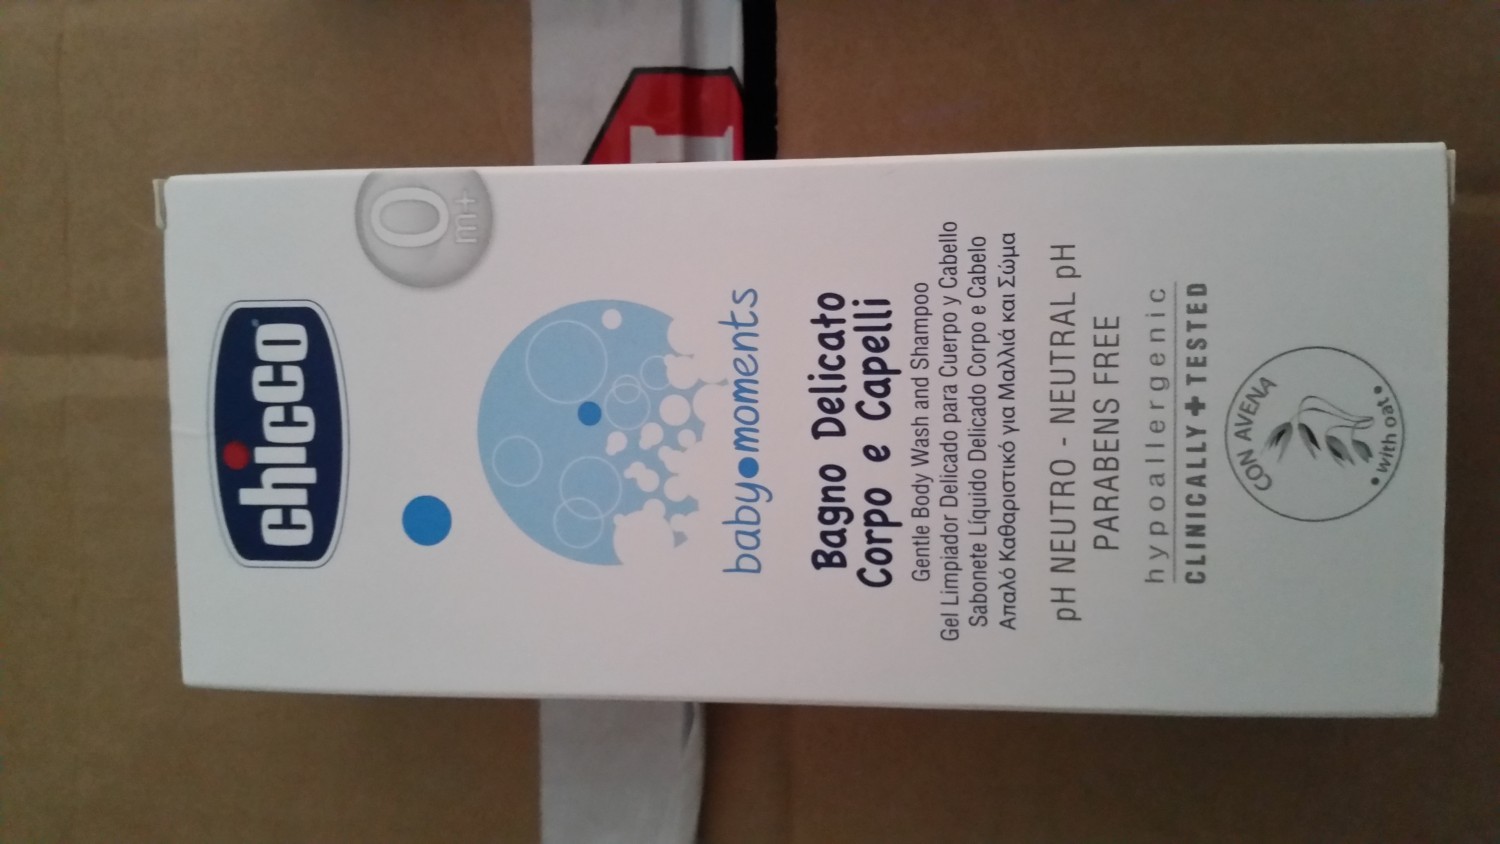 chicco
0
m+
baby•moments
Bagno Delicato
Corpo e Capelli
Gentle Body Wash and Shampoo
Gel Limpiador Delicado para Cuerpo y Cabello
Sabonete Líquido Delicado Corpo e Cabelo
Απαλό Καθαριστικό για Μαλλιά και Σώμα
pH NEUTRO - NEUTRAL pH
PARABENS FREE
hypoallergenic
CLINICALLY + TESTED
CON AVENA
• with oat •